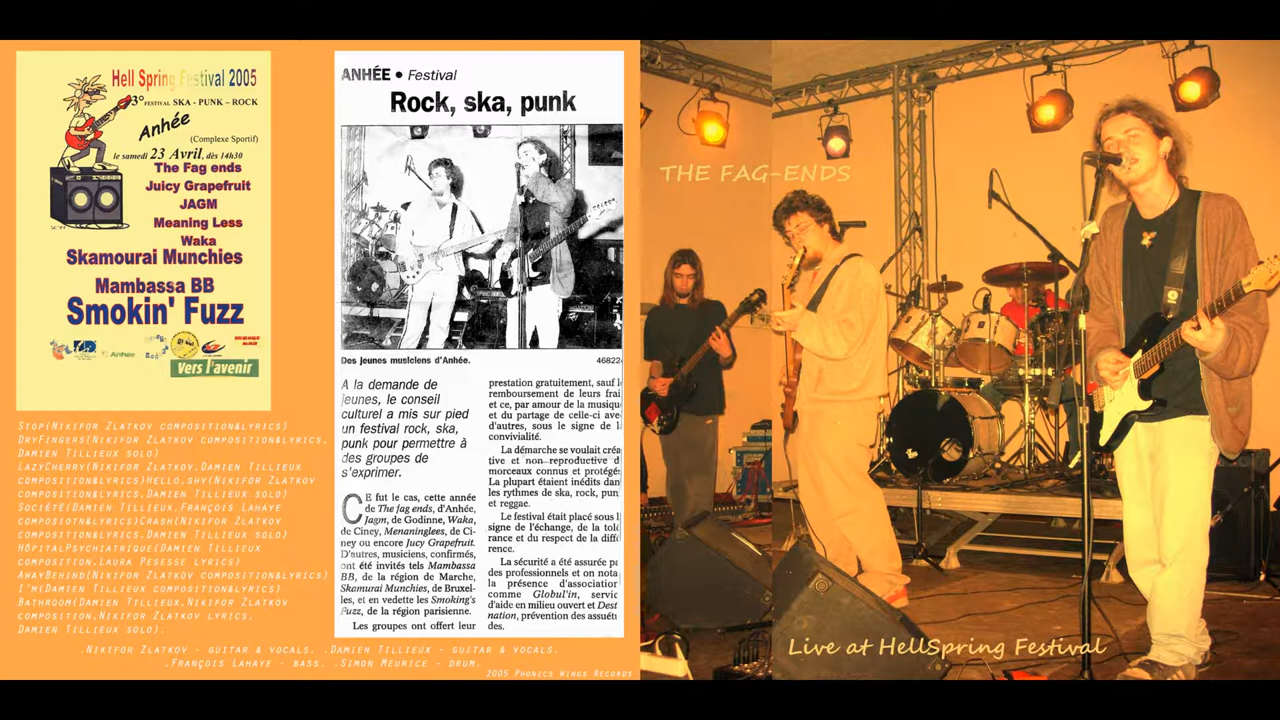 Hell Spring Festival 2005
3° FESTIVAL SKA - PUNK – ROCK
Anhée
(Complexe Sportif)
le samedi 23 Avril, dès 14h30
The Fag ends
Juicy Grapefruit
JAGM
Meaning Less
Waka
Skamourai Munchies
Mambassa BB
Smokin' Fuzz
Anhee
Vers l'avenir
STOP(NIKIFOR ZLATKOV COMPOSITION&LYRICS)
DRYFINGERS(NIKIFOR ZLATKOV COMPOSITION&LYRICS.
DAMIEN TILLIEUX SOLO)
LAZYCHERRY(NIKIFOR ZLATKOV.DAMIEN TILLIEUX
COMPOSITION&LYRICS)HELLO.SHY(NIKIFOR ZLATKOV
COMPOSITION&LYRICS.DAMIEN TILLIEUX SOLO)
SOCIÉTÉ(DAMIEN TILLIEUX.FRANÇOIS LAHAYE
COMPOSIOTN&LYRICS)CRASH(NIKIFOR ZLATKOV
COMPOSITION&LYRICS.DAMIEN TILLIEUX SOLO)
HÔPITALPSYCHIATRIQUE(DAMIEN TILLIEUX
COMPOSITION.LAURA PESESSE LYRICS)
AWAYBEHIND(NIKIFOR ZLATKOV COMPOSITION&LYRICS)
I'M(DAMIEN TILLIEUX COMPOSITION&LYRICS)
BATHROOM(DAMIEN TILLIEUX.NIKIFOR ZLATKOV
COMPOSITION.NIKIFOR ZLATKOV LYRICS.
DAMIEN TILLIEUX SOLO).
ANHÉE • Festival
Rock, ska, punk
Des jeunes musiciens d'Anhée.
46822
A la demande de
jeunes, le conseil
culturel a mis sur pied
un festival rock, ska,
punk pour permettre à
des groupes de
s'exprimer.
CE fut le cas, cette année
de The fag ends, d'Anhée,
Jagm, de Godinne, Waka,
de Ciney, Menaninglees, de Ci-
ney ou encore Jucy Grapefruit.
D'autres, musiciens, confirmés,
ont été invités tels Mambassa
BB, de la région de Marche,
Skamurai Munchies, de Bruxel-
les, et en vedette les Smoking's
Fuzz, de la région parisienne.
Les groupes ont offert leur
prestation gratuitement, sauf l
remboursement de leurs frai
et ce, par amour de la musiqu
et du partage de celle-ci ave
d'autres, sous le signe de l
convivialité.
La démarche se voulait créa
tive et non reproductive d
morceaux connus et protégé
La plupart étaient inédits dan
les rythmes de ska, rock, pun
et reggae.
Le festival était placé sous l
signe de l'échange, de la tolé
rance et du respect de la diffé
rence.
La sécurité a été assurée pa
des professionnels et on nota
la présence d'association
comme Globul'in, servic
d'aide en milieu ouvert et Dest
nation, prévention des assuét
des.
.NIKIFOR ZLATKOV - GUITAR & VOCALS. .DAMIEN TILLIEUX - GUITAR & VOCALS.
.FRANÇOIS LAHAYE - BASS. .SIMON MEURICE - DRUM.
2005 PHONICS WINGS RECORDS
THE FAG-ENDS
Live at HellSpring Festival